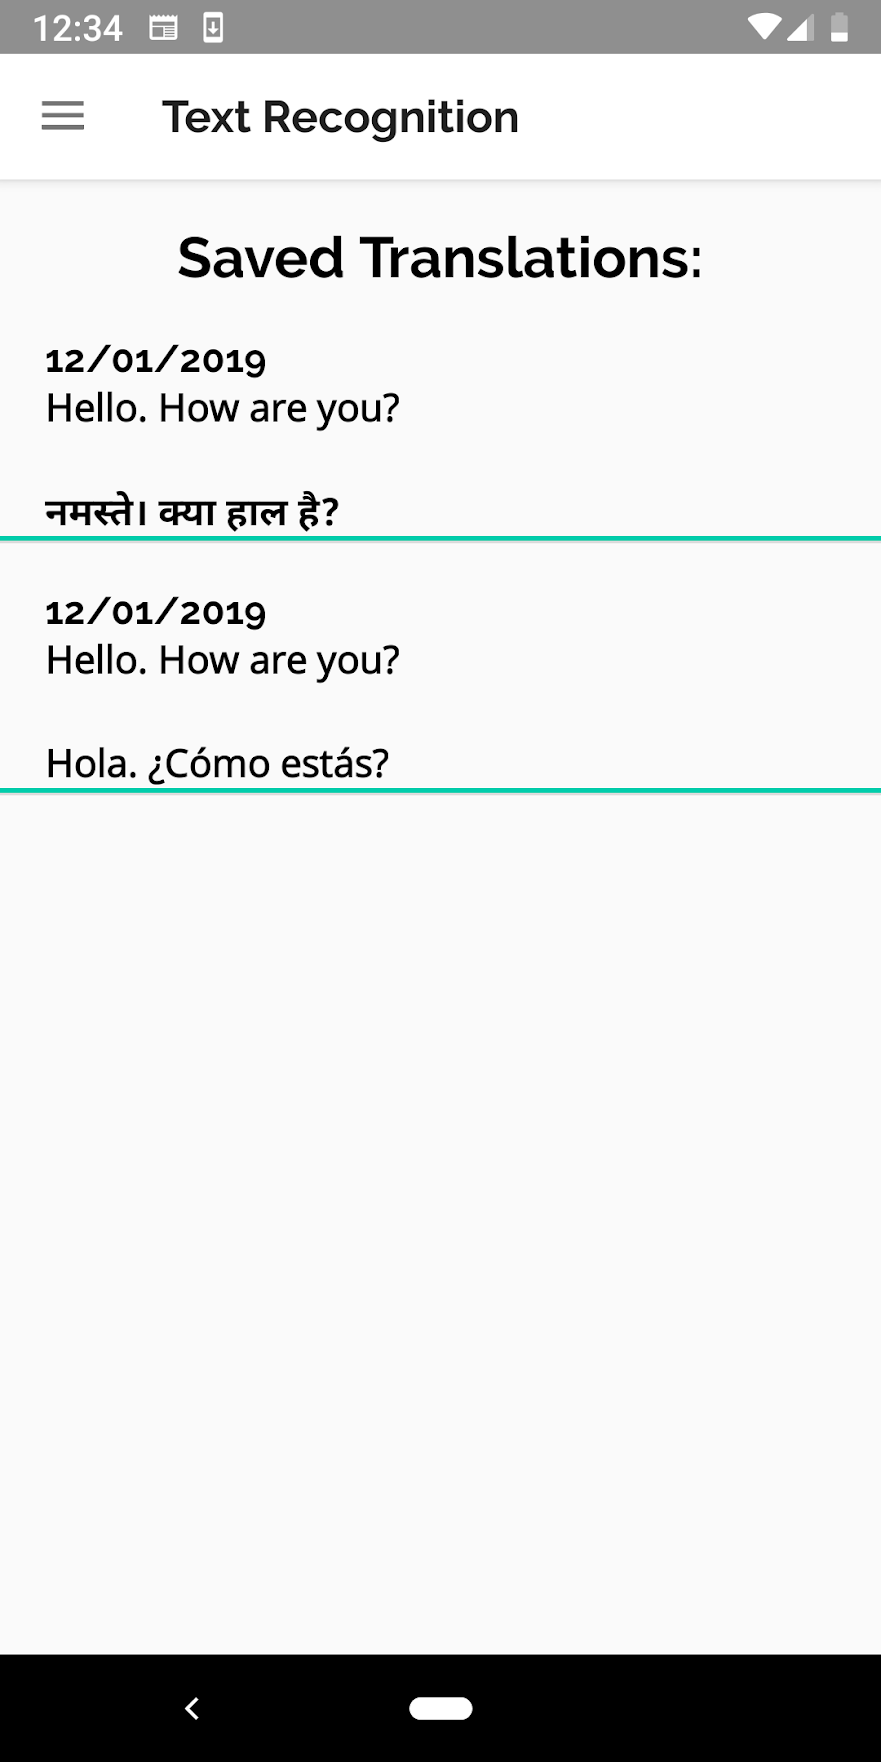 12:34
Text Recognition
Saved Translations:
12/01/2019
Hello. How are you?
नमस्ते। क्या हाल है?
12/01/2019
Hello. How are you?
Hola. ¿Cómo estás?